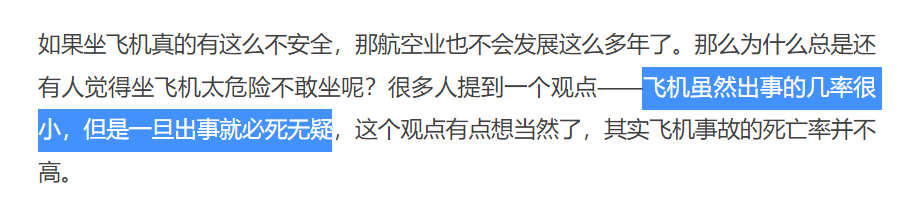 如果坐飞机真的有这么不安全，那航空业也不会发展这么多年了。那么为什么总是还
有人觉得坐飞机太危险不敢坐呢？很多人提到一个观点——飞机虽然出事的几率很
小，但是一旦出事就必死无疑，这个观点有点想当然了，其实飞机事故的死亡率并不
高。